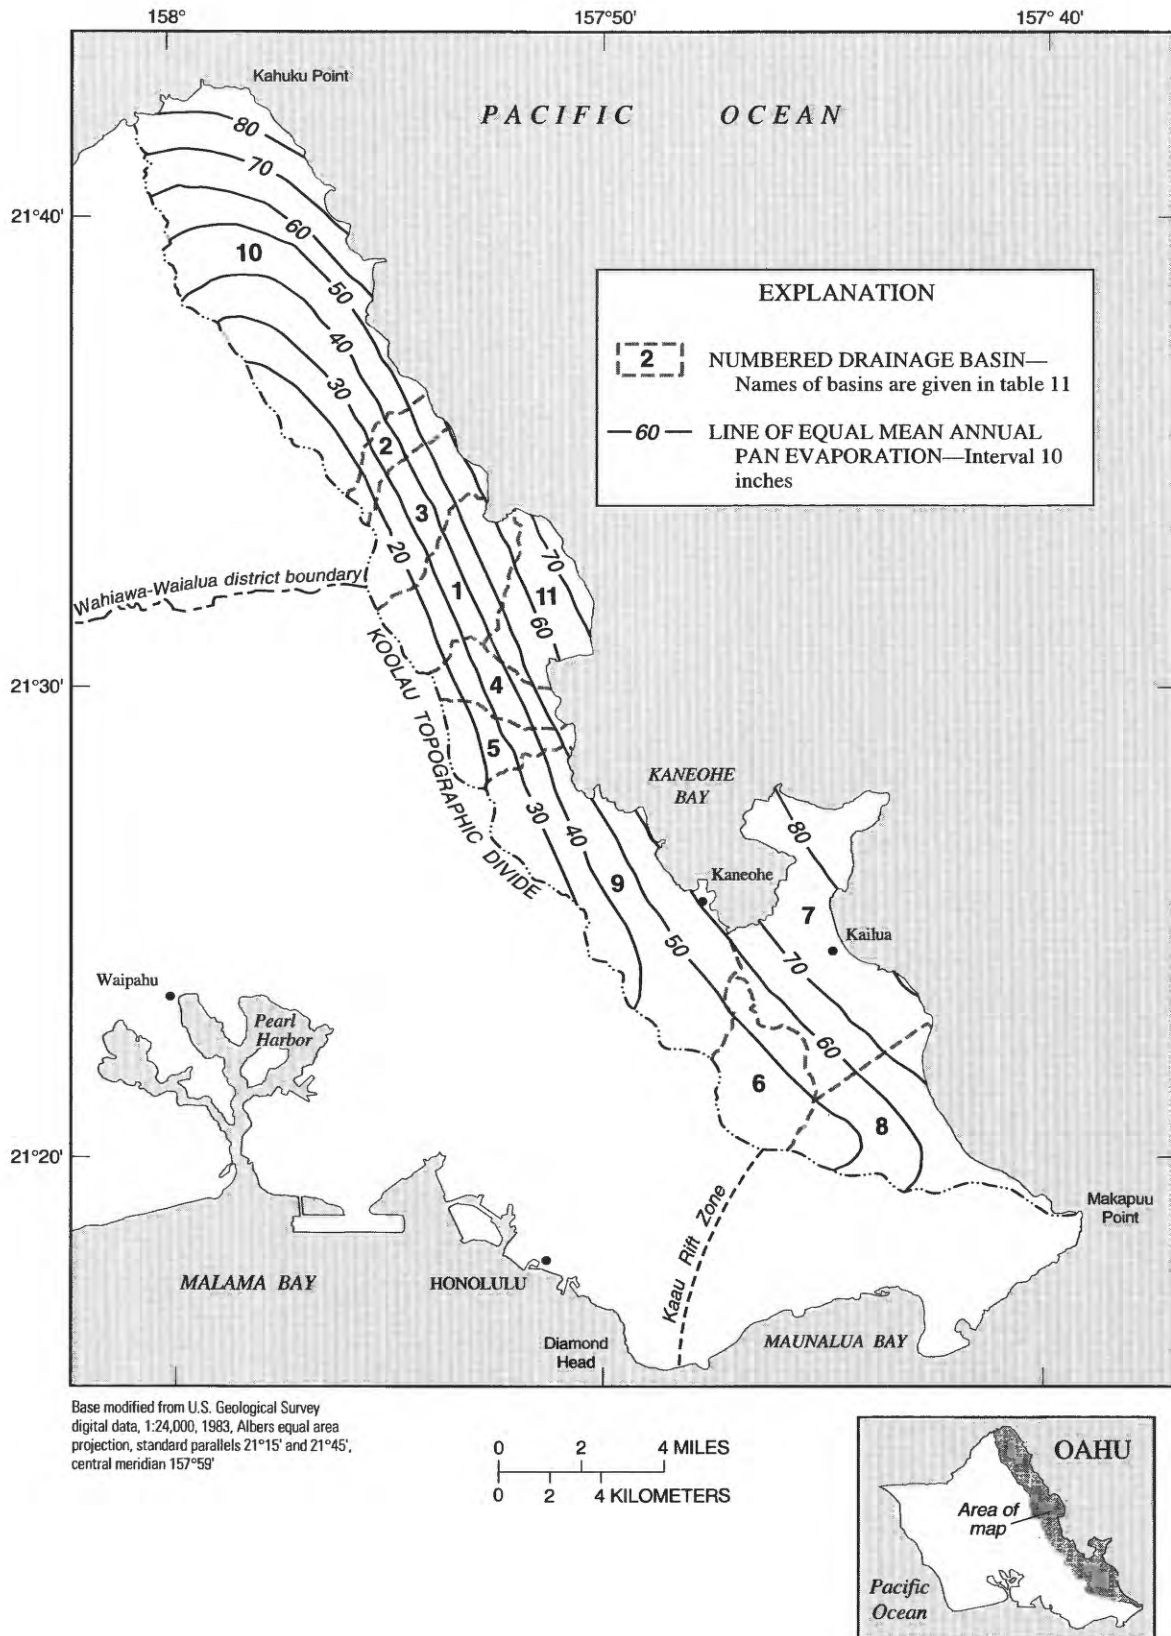 158°
157° 50'
157° 40'
Kahuku Point
PACIFIC OCEAN
80
70
21°40'
60
10
50
EXPLANATION
2 NUMBERED DRAINAGE BASIN—
Names of basins are given in table 11
—60— LINE OF EQUAL MEAN ANNUAL
PAN EVAPORATION—Interval 10
inches
40
30
2
3
20
70
Wahiawa-Waialua district boundary
1
11
60
KOOLAU TOPOGRAPHIC DIVIDE
21°30'
4
5
KANEOHE
BAY
30
40
80
9
Kaneohe
7
Kailua
50
70
Waipahu
Pearl
Harbor
60
6
8
21°20'
Makapuu
Point
Kaau Rift Zone
MALAMA BAY
HONOLULU
MAUNALUA BAY
Diamond
Head
Base modified from U.S. Geological Survey
digital data, 1:24,000, 1983, Albers equal area
projection, standard parallels 21°15' and 21°45',
central meridian 157°59'
0 2 4 MILES
0 2 4 KILOMETERS
OAHU
Area of
map
Pacific
Ocean